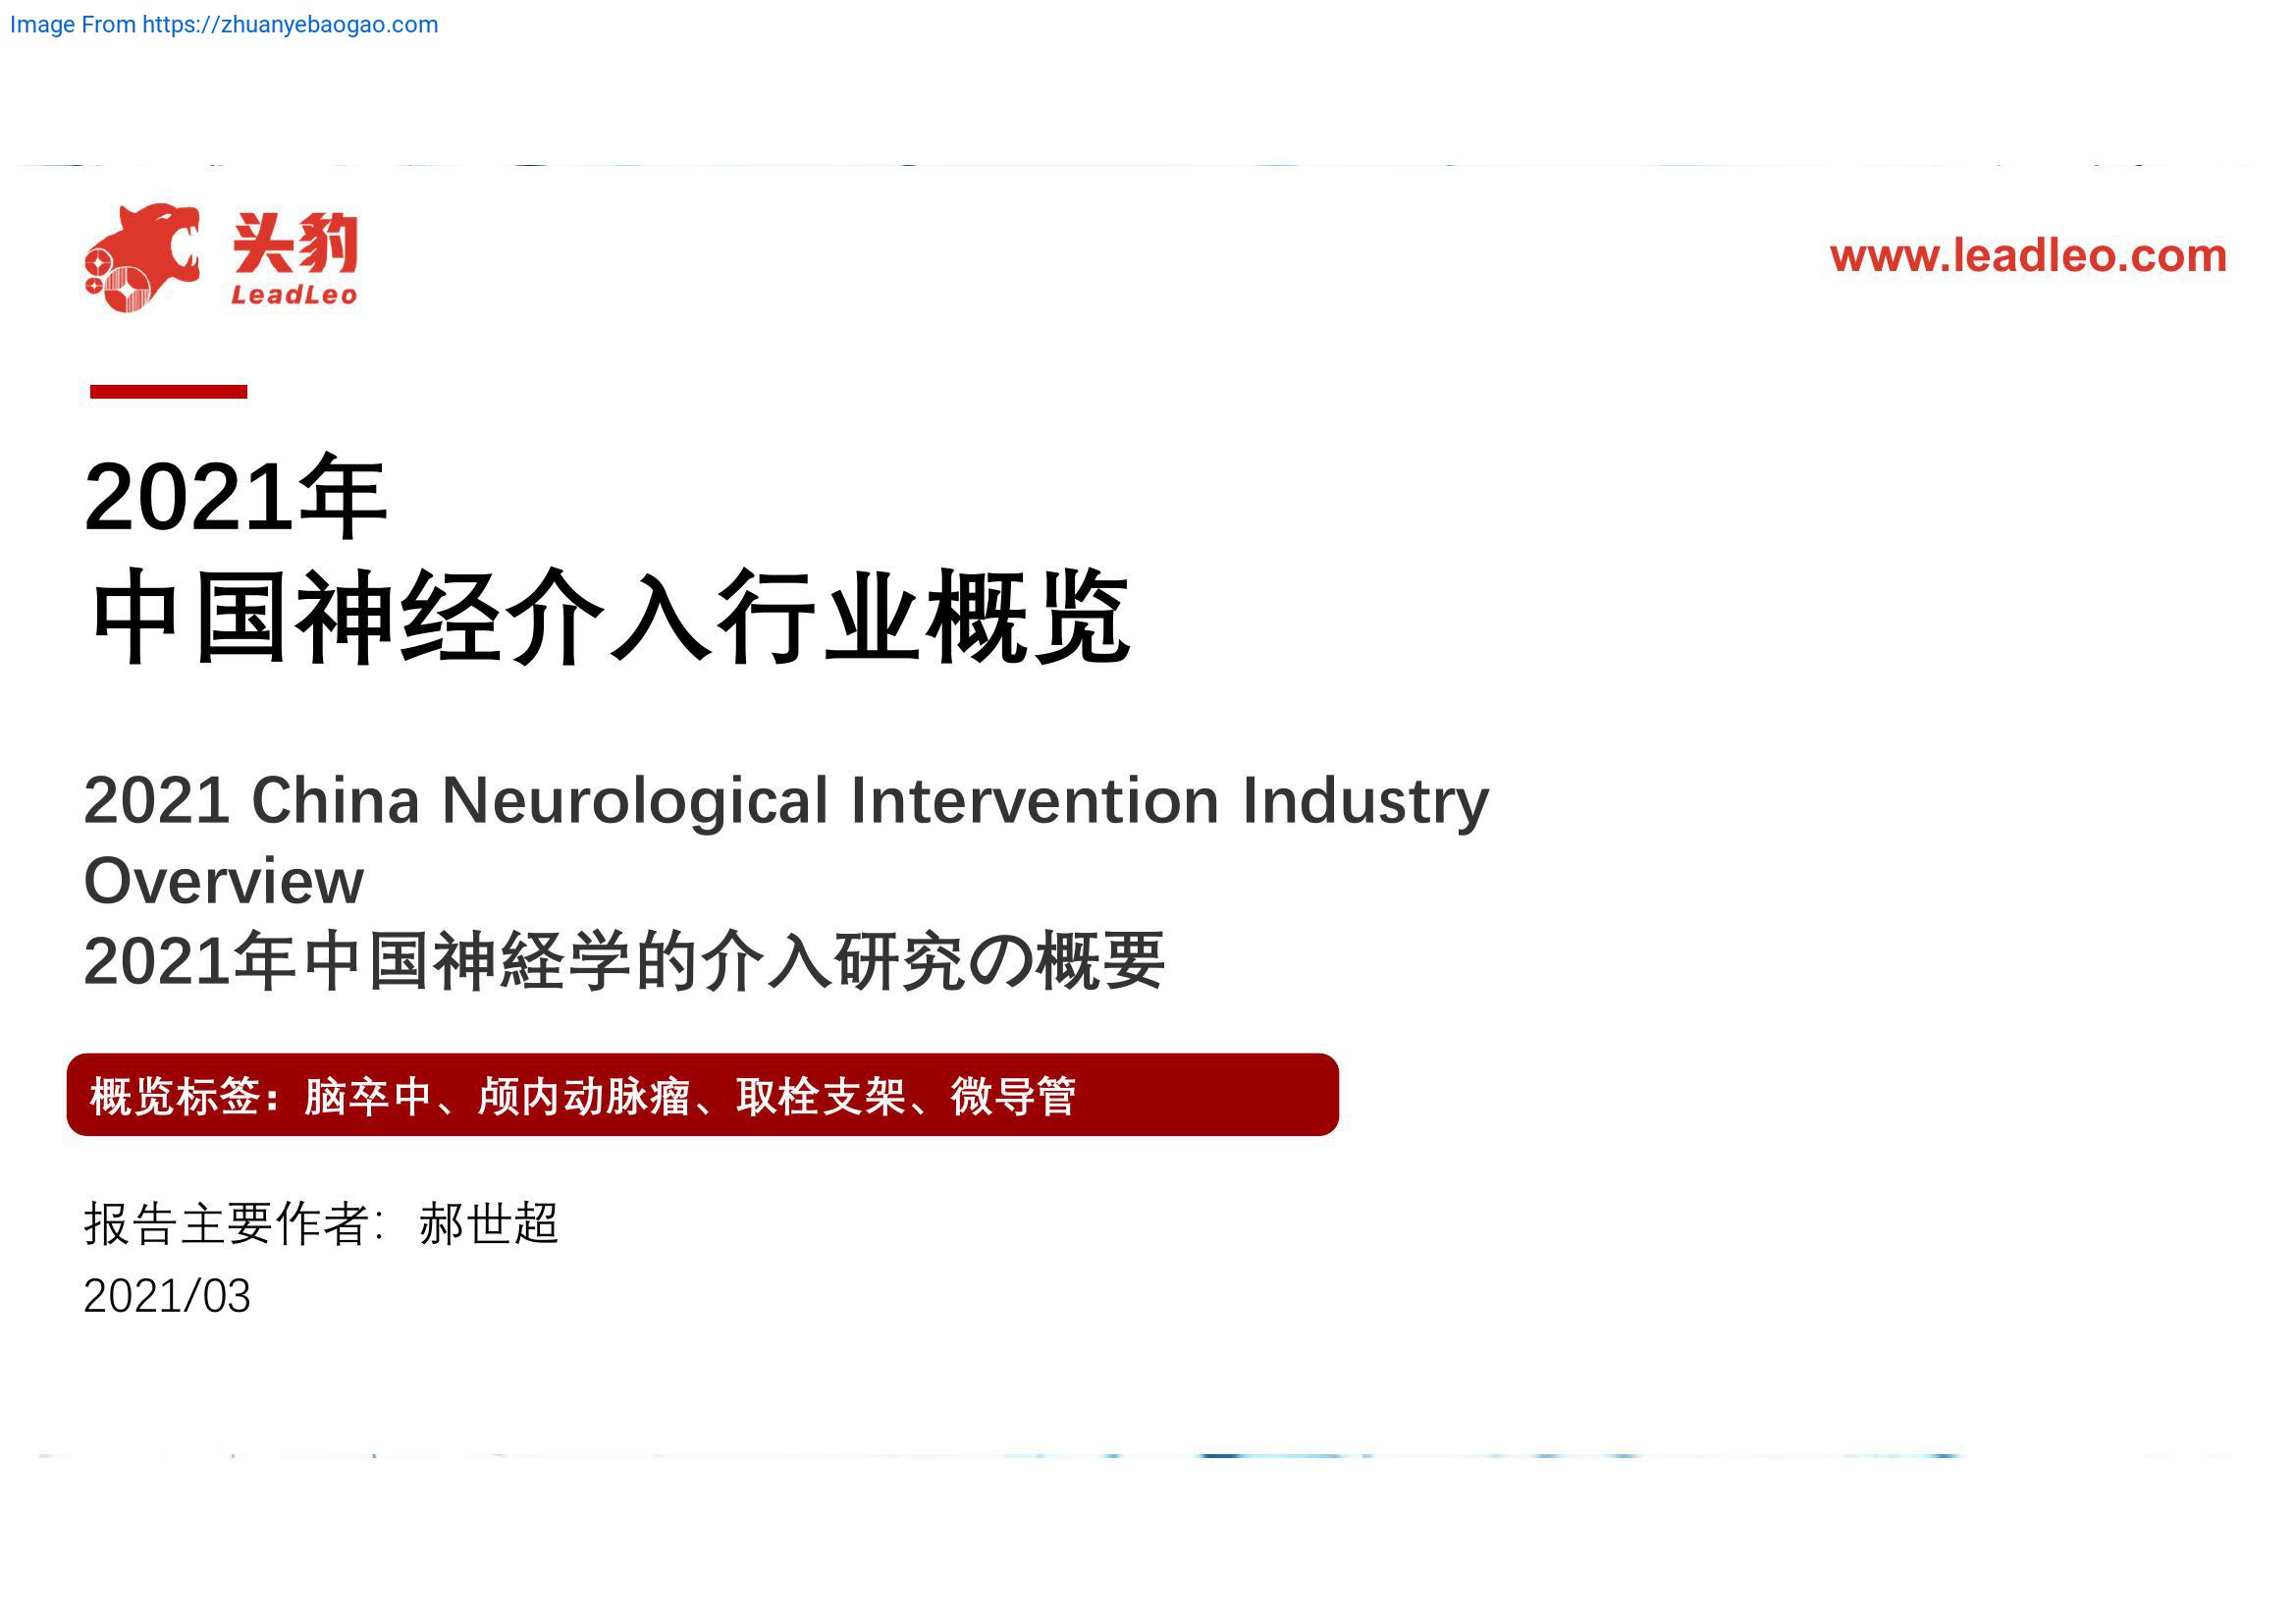 Image From https://zhuanyebaogao.com
头豹
LeadLeo
www.leadleo.com
2021年
中国神经介入行业概览
2021 China Neurological Intervention Industry
Overview
2021年中国神経学的介入研究の概要
概览标签：脑卒中、颅内动脉瘤、取栓支架、微导管
报告主要作者： 郝世超
2021/03